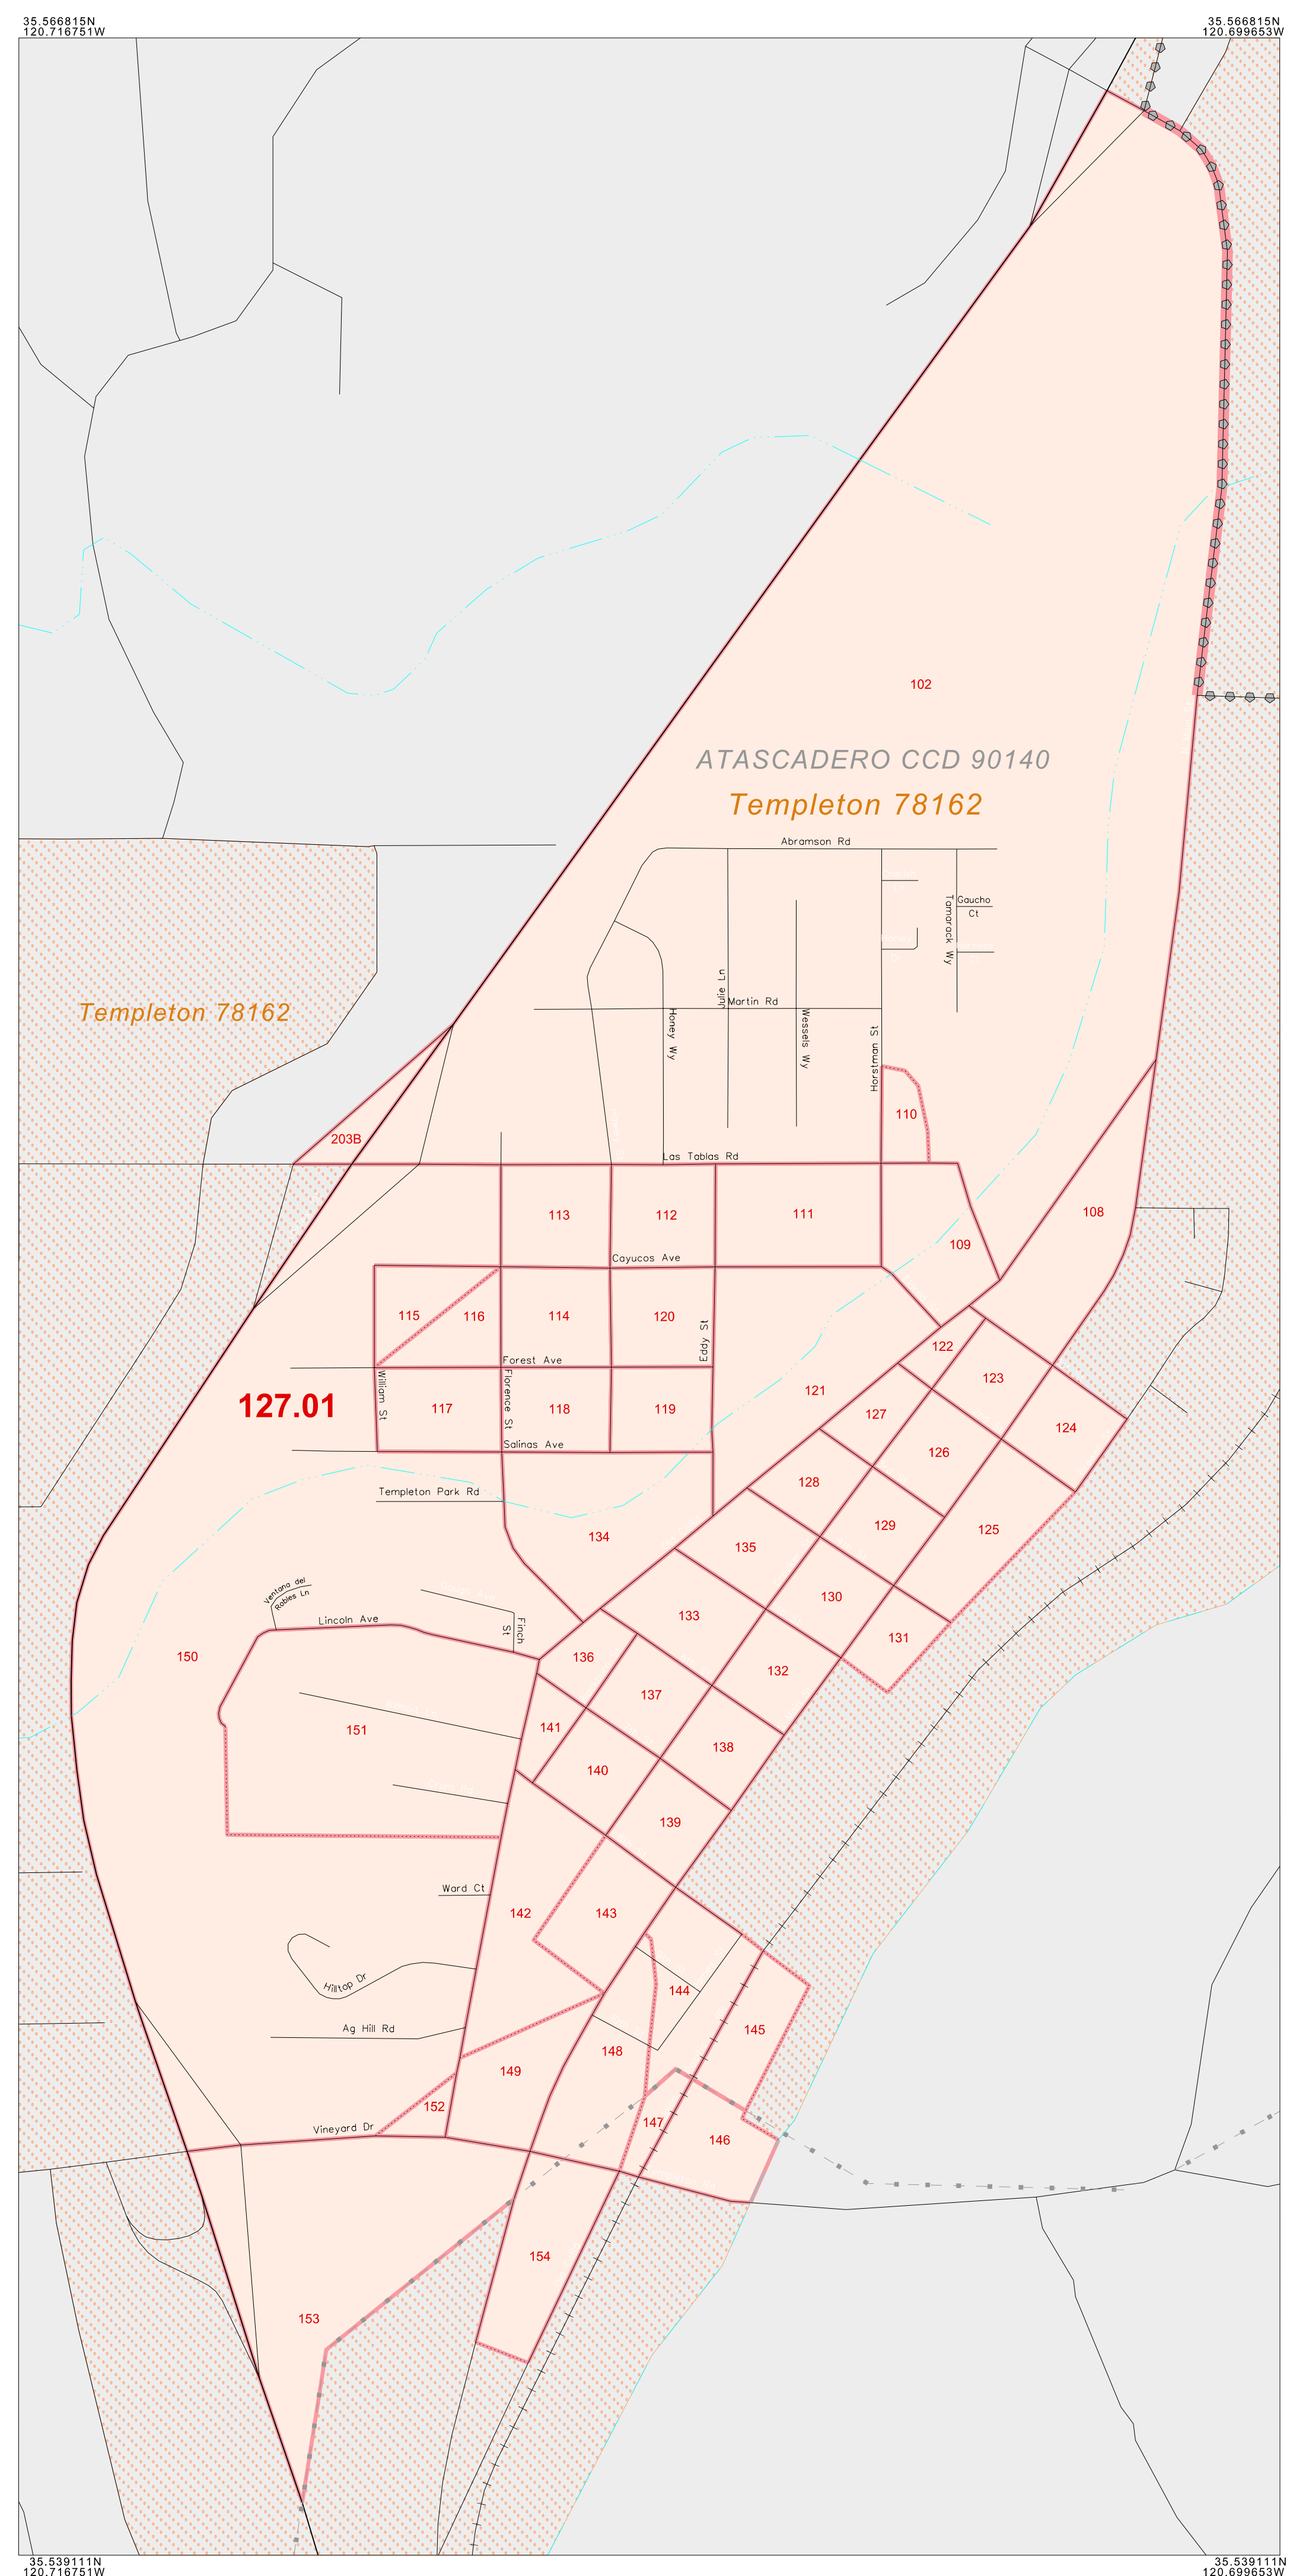 35.566815N
120.716751W
35.566815N
120.699653W
102
ATASCADERO CCD 90140
Templeton 78162
Abramson Rd
Gaucho
Ct
Tamarack Wy
Julie Ln
Martin Rd
Templeton 78162
Honey Wy
Wessels Wy
Horstman St
110
203B
Las Tablas Rd
113
112
111
108
109
Cayucos Ave
115
116
114
120
Eddy St
122
Forest Ave
123
121
127.01
William St
117
Florence St
118
119
127
124
Salinas Ave
126
128
Templeton Park Rd
129
125
134
135
Ventana del
Robles Ln
130
Lincoln Ave
133
Finch
St
131
150
136
132
137
151
141
138
140
139
Ward Ct
142
143
Hilltop Dr
144
Ag Hill Rd
145
148
149
152
147
Vineyard Dr
146
154
153
35.539111N
120.716751W
35.539111N
120.699653W